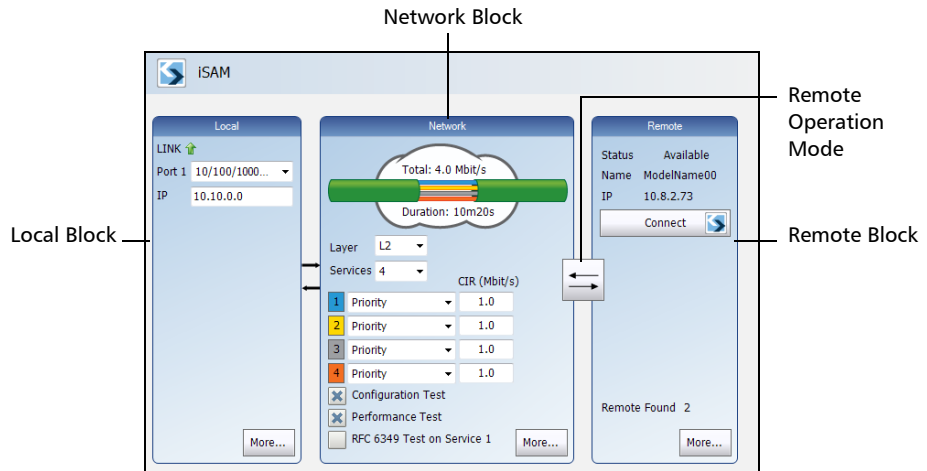 Network Block
iSAM
Remote
Operation
Mode
Local Block
Remote Block
Local
LINK
Port 1 10/100/1000...
IP 10.10.0.0
More...
Network
Total: 4.0 Mbit/s
Duration: 10m20s
Layer L2
Services 4
CIR (Mbit/s)
1 Priority 1.0
2 Priority 1.0
3 Priority 1.0
4 Priority 1.0
Configuration Test
Performance Test
RFC 6349 Test on Service 1
More...
Remote
Status Available
Name ModelName00
IP 10.8.2.73
Connect
Remote Found 2
More...